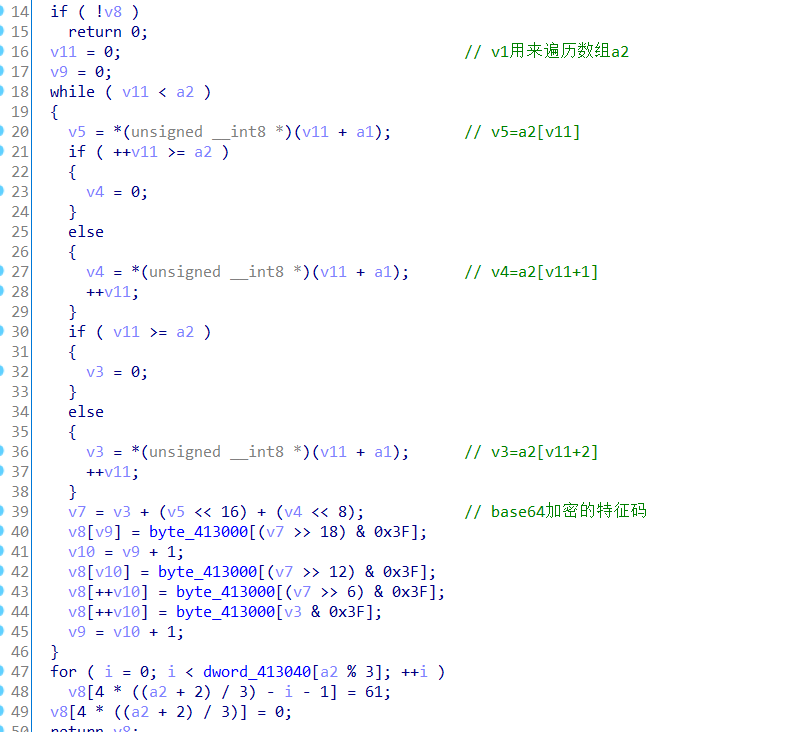 14 if ( !v8 )
15 return 0;
16 v11 = 0; // v1用来遍历数组a2
17 v9 = 0;
18 while ( v11 < a2 )
19 {
20 v5 = *(unsigned __int8 *)(v11 + a1); // v5=a2[v11]
21 if ( ++v11 >= a2 )
22 {
23 v4 = 0;
24 }
25 else
26 {
27 v4 = *(unsigned __int8 *)(v11 + a1); // v4=a2[v11+1]
28 ++v11;
29 }
30 if ( v11 >= a2 )
31 {
32 v3 = 0;
33 }
34 else
35 {
36 v3 = *(unsigned __int8 *)(v11 + a1); // v3=a2[v11+2]
37 ++v11;
38 }
39 v7 = v3 + (v5 << 16) + (v4 << 8); // base64加密的特征码
40 v8[v9] = byte_413000[(v7 >> 18) & 0x3F];
41 v10 = v9 + 1;
42 v8[v10] = byte_413000[(v7 >> 12) & 0x3F];
43 v8[++v10] = byte_413000[(v7 >> 6) & 0x3F];
44 v8[++v10] = byte_413000[v3 & 0x3F];
45 v9 = v10 + 1;
46 }
47 for ( i = 0; i < dword_413040[a2 % 3]; ++i )
48 v8[4 * ((a2 + 2) / 3) - i - 1] = 61;
49 v8[4 * ((a2 + 2) / 3)] = 0;
50 return v8;